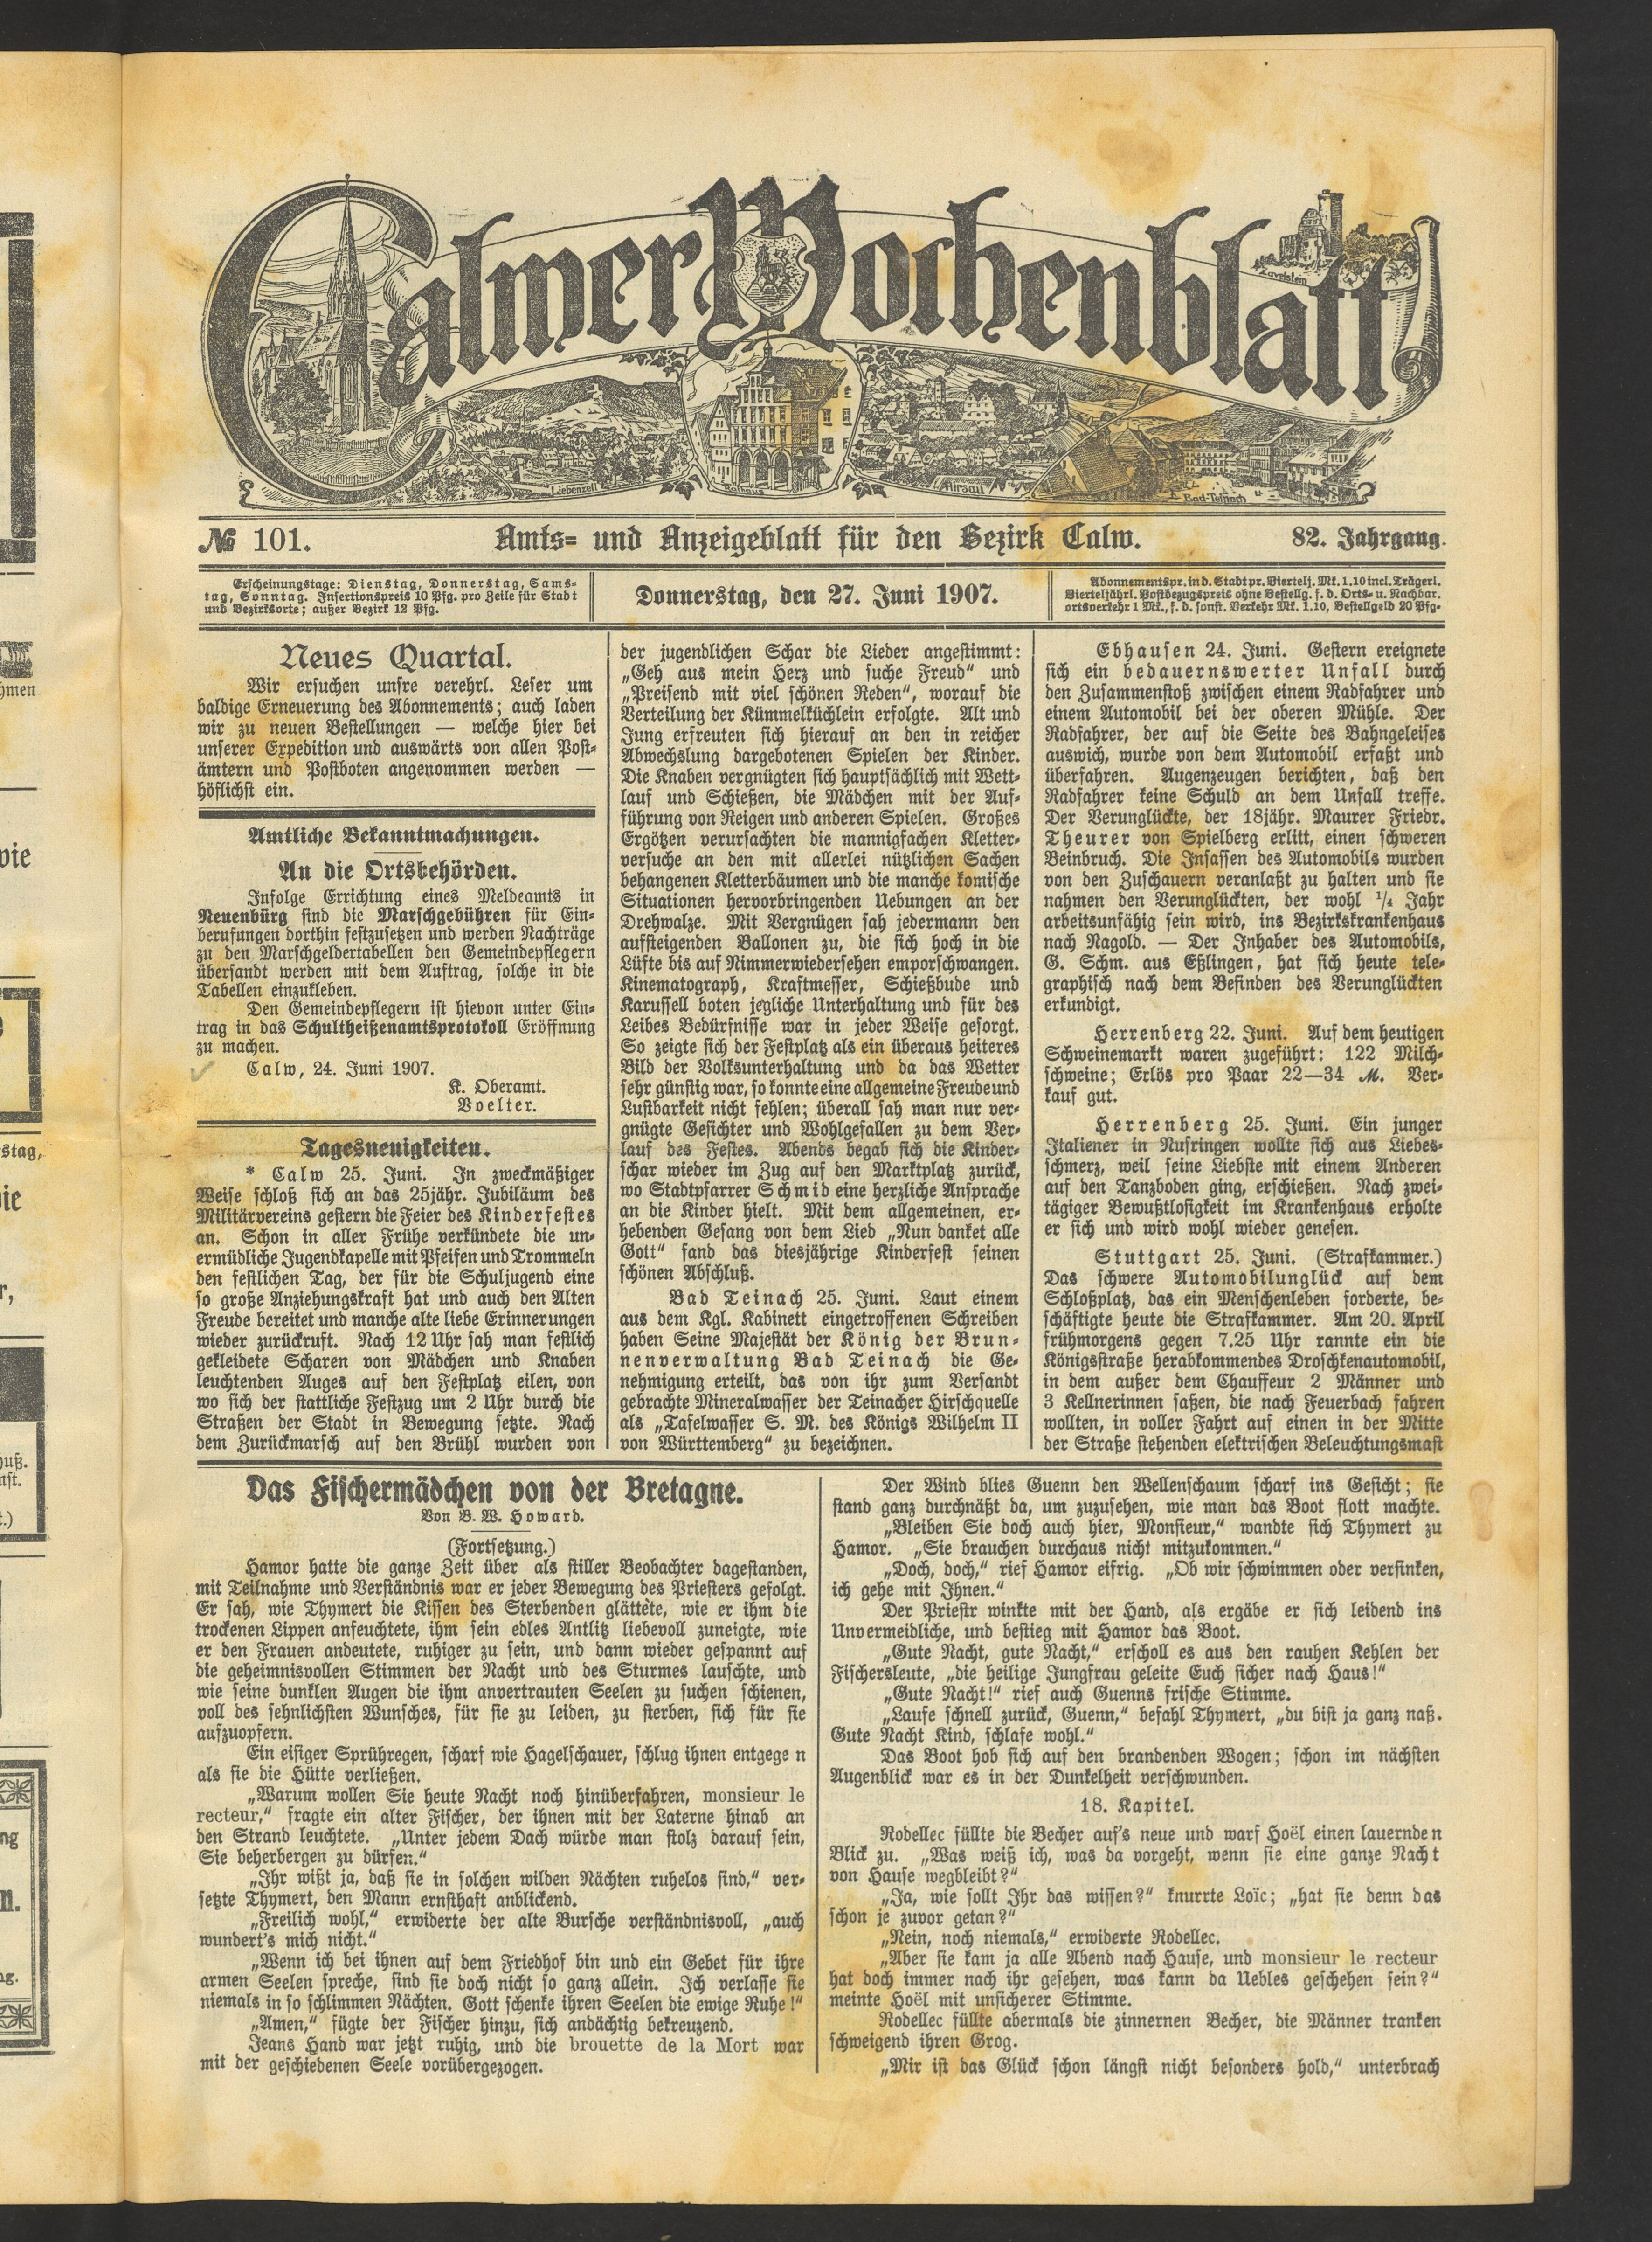 Calmer Wochenblatt
Zavelstein
Liebenzell
Rathaus
Hirsau
Bad-Teinach
№ 101.
Amts= und Anzeigeblatt für den Bezirk Calw.
82. Jahrgang.
Erscheinungstage: Dienstag, Donnerstag, Sams-
tag, Sonntag. Insertionspreis 10 Pfg. pro Zeile für Stadt
und Bezirksorte; außer Bezirk 12 Pfg.
Donnerstag, den 27. Juni 1907.
Abonnementspr. in d. Stadt pr. Viertelj. Mk. 1.10 incl. Trägerl.
Vierteljährl. Postbezugspreis ohne Bestellg. f. d. Orts- u. Nachbar.
ortsverkehr 1 Mk., f. d. sonst. Verkehr Mk. 1.10, Bestellgeld 20 Pfg.
Neues Quartal.
Wir ersuchen unsre verehrl. Leser um
baldige Erneuerung des Abonnements; auch laden
wir zu neuen Bestellungen — welche hier bei
unserer Expedition und auswärts von allen Post-
ämtern und Postboten angenommen werden —
höflichst ein.
Amtliche Bekanntmachungen.
An die Ortsbehörden.
Infolge Errichtung eines Meldeamts in
Neuenbürg sind die Marschgebühren für Ein-
berufungen dorthin festzusetzen und werden Nachträge
zu den Marschgeldertabellen den Gemeindepflegern
übersandt werden mit dem Auftrag, solche in die
Tabellen einzukleben.
Den Gemeindepflegern ist hievon unter Ein-
trag in das Schultheißenamtsprotokoll Eröffnung
zu machen.
Calw, 24. Juni 1907.
K. Oberamt.
Voelter.
Tagesneuigkeiten.
* Calw 25. Juni. In zweckmäßiger
Weise schloß sich an das 25jähr. Jubiläum des
Militärvereins gestern die Feier des Kinderfestes
an. Schon in aller Frühe verkündete die un-
ermüdliche Jugendkapelle mit Pfeifen und Trommeln
den festlichen Tag, der für die Schuljugend eine
so große Anziehungskraft hat und auch den Alten
Freude bereitet und manche alte liebe Erinnerungen
wieder zurückruft. Nach 12 Uhr sah man festlich
gekleidete Scharen von Mädchen und Knaben
leuchtenden Auges auf den Festplatz eilen, von
wo sich der stattliche Festzug um 2 Uhr durch die
Straßen der Stadt in Bewegung setzte. Nach
dem Zurückmarsch auf den Brühl wurden von
der jugendlichen Schar die Lieder angestimmt:
„Geh aus mein Herz und suche Freud“ und
„Preisend mit viel schönen Reden“, worauf die
Verteilung der Kümmelküchlein erfolgte. Alt und
Jung erfreuten sich hierauf an den in reicher
Abwechslung dargebotenen Spielen der Kinder.
Die Knaben vergnügten sich hauptsächlich mit Wett-
lauf und Schießen, die Mädchen mit der Auf-
führung von Reigen und anderen Spielen. Großes
Ergötzen verursachten die mannigfachen Kletter-
versuche an den mit allerlei nützlichen Sachen
behangenen Kletterbäumen und die manche komische
Situationen hervorbringenden Uebungen an der
Drehwalze. Mit Vergnügen sah jedermann den
aufsteigenden Ballonen zu, die sich hoch in die
Lüfte bis auf Nimmerwiedersehen emporschwangen.
Kinematograph, Kraftmesser, Schießbude und
Karussell boten jegliche Unterhaltung und für des
Leibes Bedürfnisse war in jeder Weise gesorgt.
So zeigte sich der Festplatz als ein überaus heiteres
Bild der Volksunterhaltung und da das Wetter
sehr günstig war, so konnte eine allgemeine Freude und
Lustbarkeit nicht fehlen; überall sah man nur ver-
gnügte Gesichter und Wohlgefallen zu dem Ver-
lauf des Festes. Abends begab sich die Kinder-
schar wieder im Zug auf den Marktplatz zurück,
wo Stadtpfarrer Schmid eine herzliche Ansprache
an die Kinder hielt. Mit dem allgemeinen, er-
hebenden Gesang von dem Lied „Nun danket alle
Gott“ fand das diesjährige Kinderfest seinen
schönen Abschluß.
Bad Teinach 25. Juni. Laut einem
aus dem Kgl. Kabinett eingetroffenen Schreiben
haben Seine Majestät der König der Brun-
nenverwaltung Bad Teinach die Ge-
nehmigung erteilt, das von ihr zum Versandt
gebrachte Mineralwasser der Teinacher Hirschquelle
als „Tafelwasser S. M. des Königs Wilhelm II
von Württemberg“ zu bezeichnen.
Ebhausen 24. Juni. Gestern ereignete
sich ein bedauernswerter Unfall durch
den Zusammenstoß zwischen einem Radfahrer und
einem Automobil bei der oberen Mühle. Der
Radfahrer, der auf die Seite des Bahngeleises
auswich, wurde von dem Automobil erfaßt und
überfahren. Augenzeugen berichten, daß den
Radfahrer keine Schuld an dem Unfall treffe.
Der Verunglückte, der 18jähr. Maurer Friedr.
Theurer von Spielberg erlitt, einen schweren
Beinbruch. Die Insassen des Automobils wurden
von den Zuschauern veranlaßt zu halten und sie
nahmen den Verunglückten, der wohl ¼ Jahr
arbeitsunfähig sein wird, ins Bezirkskrankenhaus
nach Nagold. — Der Inhaber des Automobils,
G. Schm. aus Eßlingen, hat sich heute tele-
graphisch nach dem Befinden des Verunglückten
erkundigt.
Herrenberg 22. Juni. Auf dem heutigen
Schweinemarkt waren zugeführt: 122 Milch-
schweine; Erlös pro Paar 22—34 M. Ver-
kauf gut.
Herrenberg 25. Juni. Ein junger
Italiener in Nufringen wollte sich aus Liebes-
schmerz, weil seine Liebste mit einem Anderen
auf den Tanzboden ging, erschießen. Nach zwei-
tägiger Bewußtlosigkeit im Krankenhaus erholte
er sich und wird wohl wieder genesen.
Stuttgart 25. Juni. (Strafkammer.)
Das schwere Automobilunglück auf dem
Schloßplatz, das ein Menschenleben forderte, be-
schäftigte heute die Strafkammer. Am 20. April
frühmorgens gegen 7.25 Uhr rannte ein die
Königsstraße herabkommendes Droschkenautomobil,
in dem außer dem Chauffeur 2 Männer und
3 Kellnerinnen saßen, die nach Feuerbach fahren
wollten, in voller Fahrt auf einen in der Mitte
der Straße stehenden elektrischen Beleuchtungsmast
Das Fischermädchen von der Bretagne.
Von B. W. Howard.
(Fortsetzung.)
Hamor hatte die ganze Zeit über als stiller Beobachter dagestanden,
mit Teilnahme und Verständnis war er jeder Bewegung des Priesters gefolgt.
Er sah, wie Thymert die Kissen des Sterbenden glättete, wie er ihm die
trockenen Lippen anfeuchtete, ihm sein edles Antlitz liebevoll zuneigte, wie
er den Frauen andeutete, ruhiger zu sein, und dann wieder gespannt auf
die geheimnisvollen Stimmen der Nacht und des Sturmes lauschte, und
wie seine dunklen Augen die ihm anvertrauten Seelen zu suchen schienen,
voll des sehnlichsten Wunsches, für sie zu leiden, zu sterben, sich für sie
aufzuopfern.
Ein eisiger Sprühregen, scharf wie Hagelschauer, schlug ihnen entgege n
als sie die Hütte verließen.
„Warum wollen Sie heute Nacht noch hinüberfahren, monsieur le
recteur,“ fragte ein alter Fischer, der ihnen mit der Laterne hinab an
den Strand leuchtete. „Unter jedem Dach würde man stolz darauf sein,
Sie beherbergen zu dürfen.“
„Ihr wißt ja, daß sie in solchen wilden Nächten ruhelos sind,“ ver-
setzte Thymert, den Mann ernsthaft anblickend.
„Freilich wohl,“ erwiderte der alte Bursche verständnisvoll, „auch
wundert's mich nicht.“
„Wenn ich bei ihnen auf dem Friedhof bin und ein Gebet für ihre
armen Seelen spreche, sind sie doch nicht so ganz allein. Ich verlasse sie
niemals in so schlimmen Nächten. Gott schenke ihren Seelen die ewige Ruhe!“
„Amen,“ fügte der Fischer hinzu, sich andächtig bekreuzend.
Jeans Hand war jetzt ruhig, und die brouette de la Mort war
mit der geschiedenen Seele vorübergezogen.
Der Wind blies Guenn den Wellenschaum scharf ins Gesicht; sie
stand ganz durchnäßt da, um zuzusehen, wie man das Boot flott machte.
„Bleiben Sie doch auch hier, Monsieur,“ wandte sich Thymert zu
Hamor. „Sie brauchen durchaus nicht mitzukommen.“
„Doch, doch,“ rief Hamor eifrig. „Ob wir schwimmen oder versinken,
ich gehe mit Ihnen.“
Der Priestr winkte mit der Hand, als ergäbe er sich leidend ins
Unvermeidliche, und bestieg mit Hamor das Boot.
„Gute Nacht, gute Nacht,“ erscholl es aus den rauhen Kehlen der
Fischersleute, „die heilige Jungfrau geleite Euch sicher nach Haus!“
„Gute Nacht!“ rief auch Guenns frische Stimme.
„Laufe schnell zurück, Guenn,“ befahl Thymert, „du bist ja ganz naß.
Gute Nacht Kind, schlafe wohl.“
Das Boot hob sich auf den brandenden Wogen; schon im nächsten
Augenblick war es in der Dunkelheit verschwunden.
18. Kapitel.
Rodellec füllte die Becher auf's neue und warf Hoël einen lauernden
Blick zu. „Was weiß ich, was da vorgeht, wenn sie eine ganze Nacht
von Hause wegbleibt?“
„Ja, wie sollt Ihr das wissen?“ knurrte Loïc; „hat sie denn das
schon je zuvor getan?“
„Nein, noch niemals,“ erwiderte Rodellec.
„Aber sie kam ja alle Abend nach Hause, und monsieur le recteur
hat doch immer nach ihr gesehen, was kann da Uebles geschehen sein?“
meinte Hoël mit unsicherer Stimme.
Rodellec füllte abermals die zinnernen Becher, die Männer tranken
schweigend ihren Grog.
„Mir ist das Glück schon längst nicht besonders hold,“ unterbrach